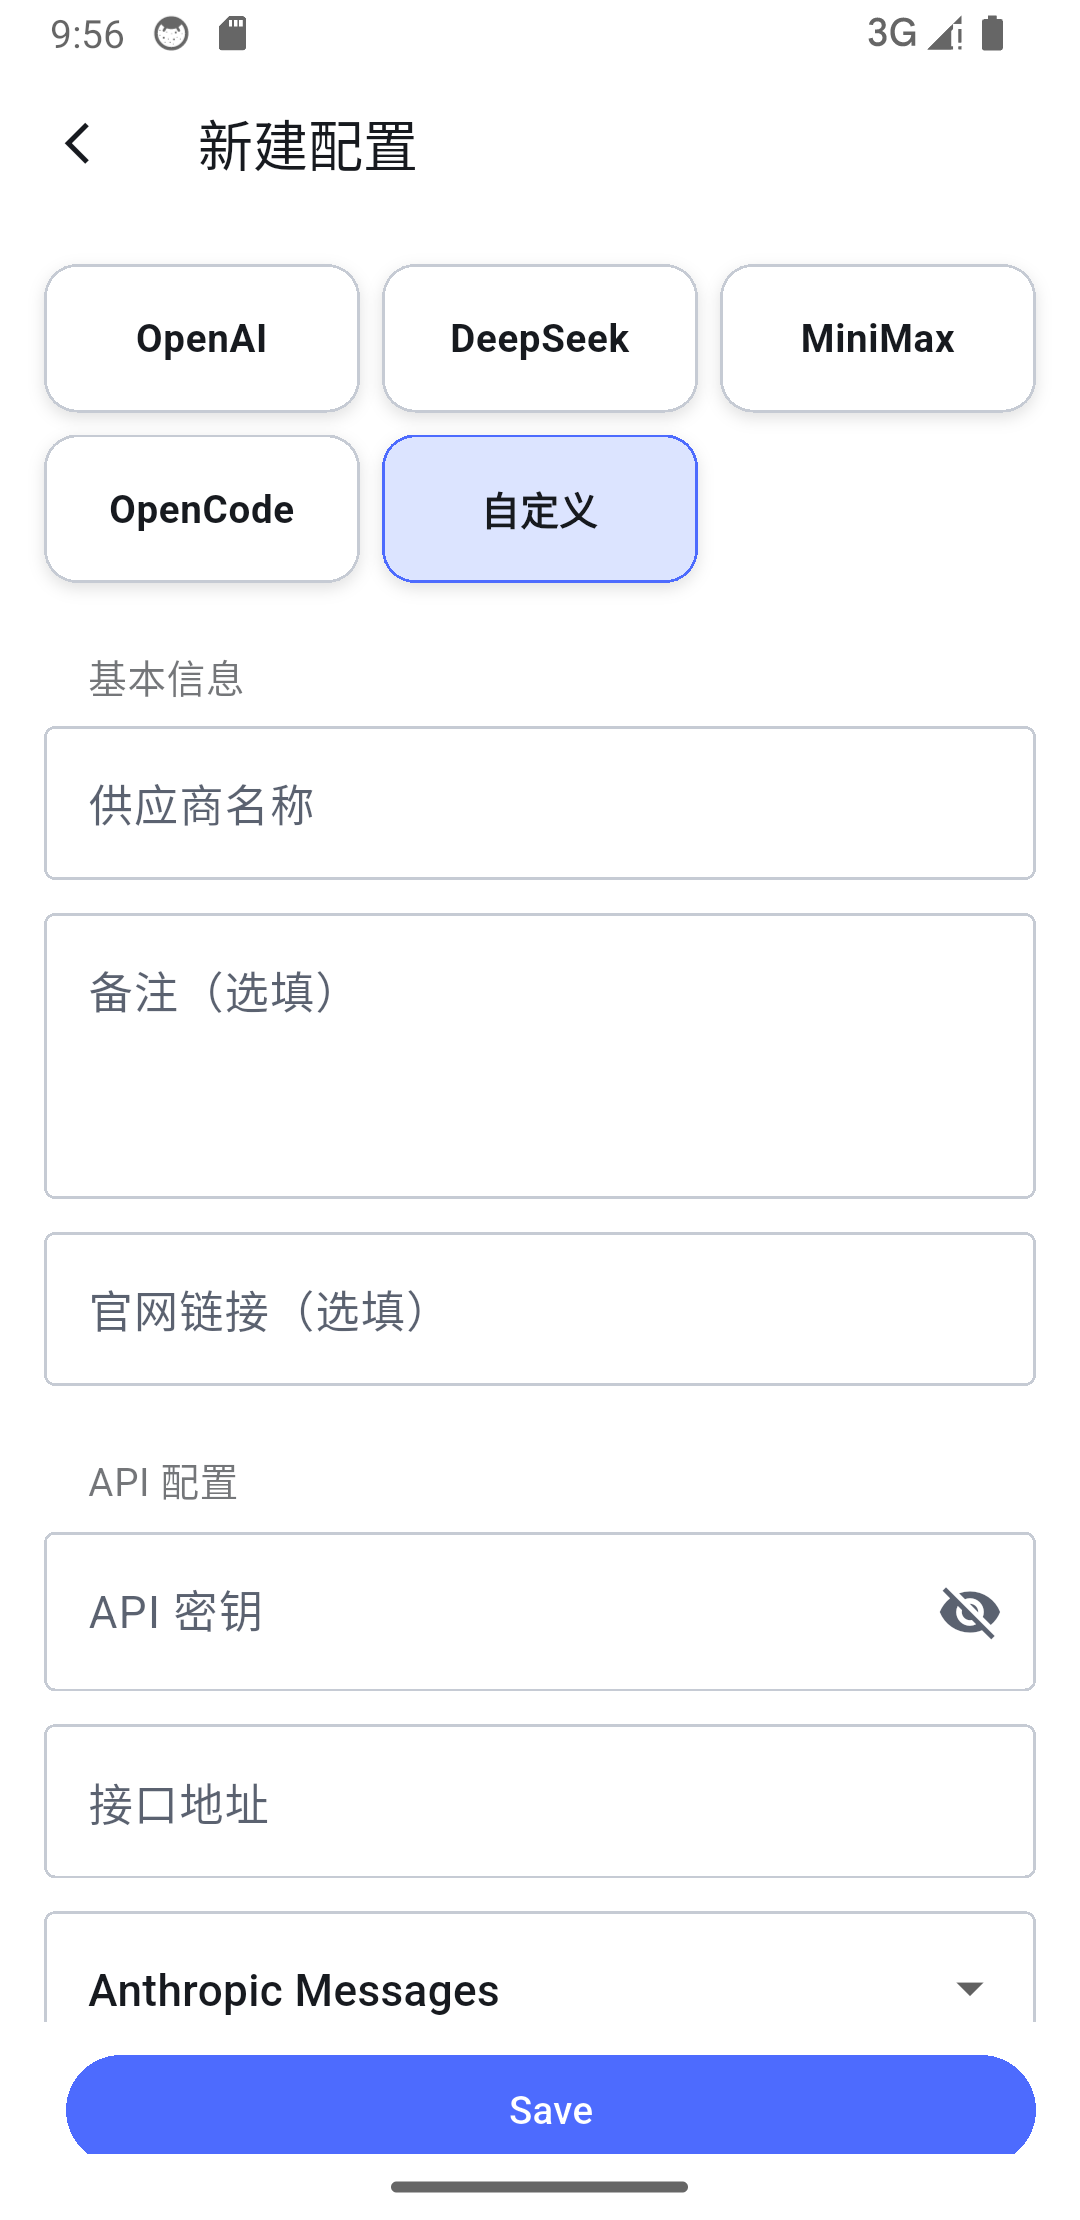 9:56
3G
新建配置
OpenAI
DeepSeek
MiniMax
OpenCode
自定义
基本信息
供应商名称
备注（选填）
官网链接（选填）
API 配置
API 密钥
接口地址
Anthropic Messages
Save